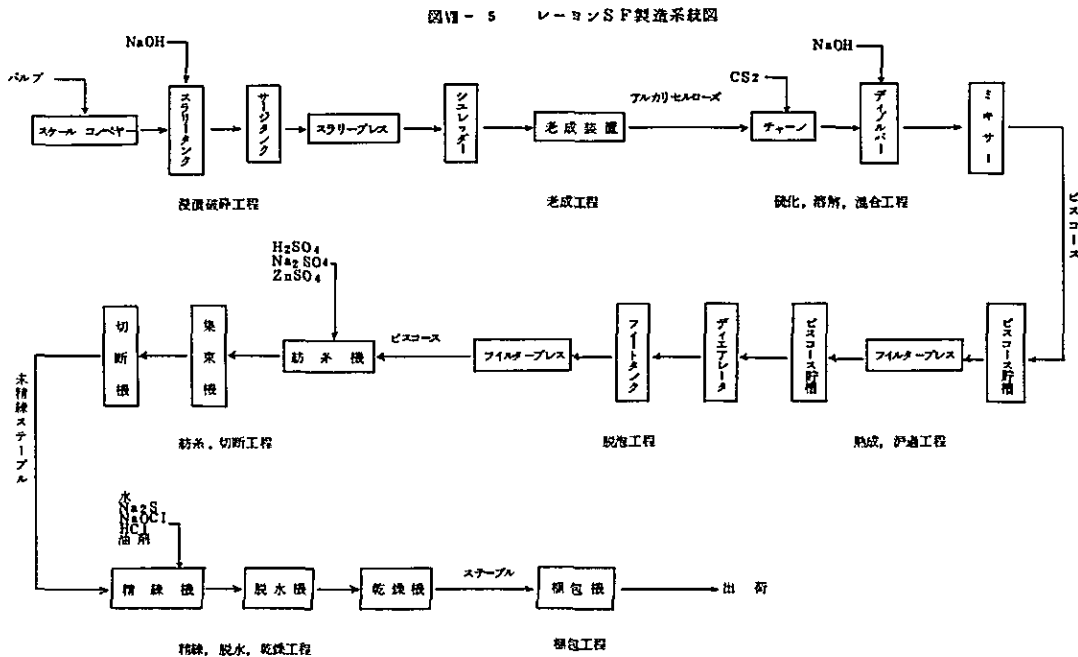 図Ⅶ-5 レーヨンSF製造系統図
NaOH
パルプ
スケール コンベヤー
スラリータンク
サージタンク
スラリープレス
シュレッダー
老成装置
アルカリセルローズ
CS2
チャーン
NaOH
ディゾルバー
ミキサー
浸漬破砕工程
老成工程
硫化,溶解,混合工程
ビスコース
ビスコース貯槽
フイルタープレス
ビスコース貯槽
ディエアレータ
フィードタンク
フイルタープレス
ビスコース
H2SO4
Na2SO4
ZnSO4
紡糸機
集束機
切断機
熟成,沪過工程
脱泡工程
紡糸,切断工程
未精練ステープル
水
Na2S
NaOCl
HCl
油剤
精練機
脱水機
乾燥機
ステープル
梱包機
出荷
精練,脱水,乾燥工程
梱包工程